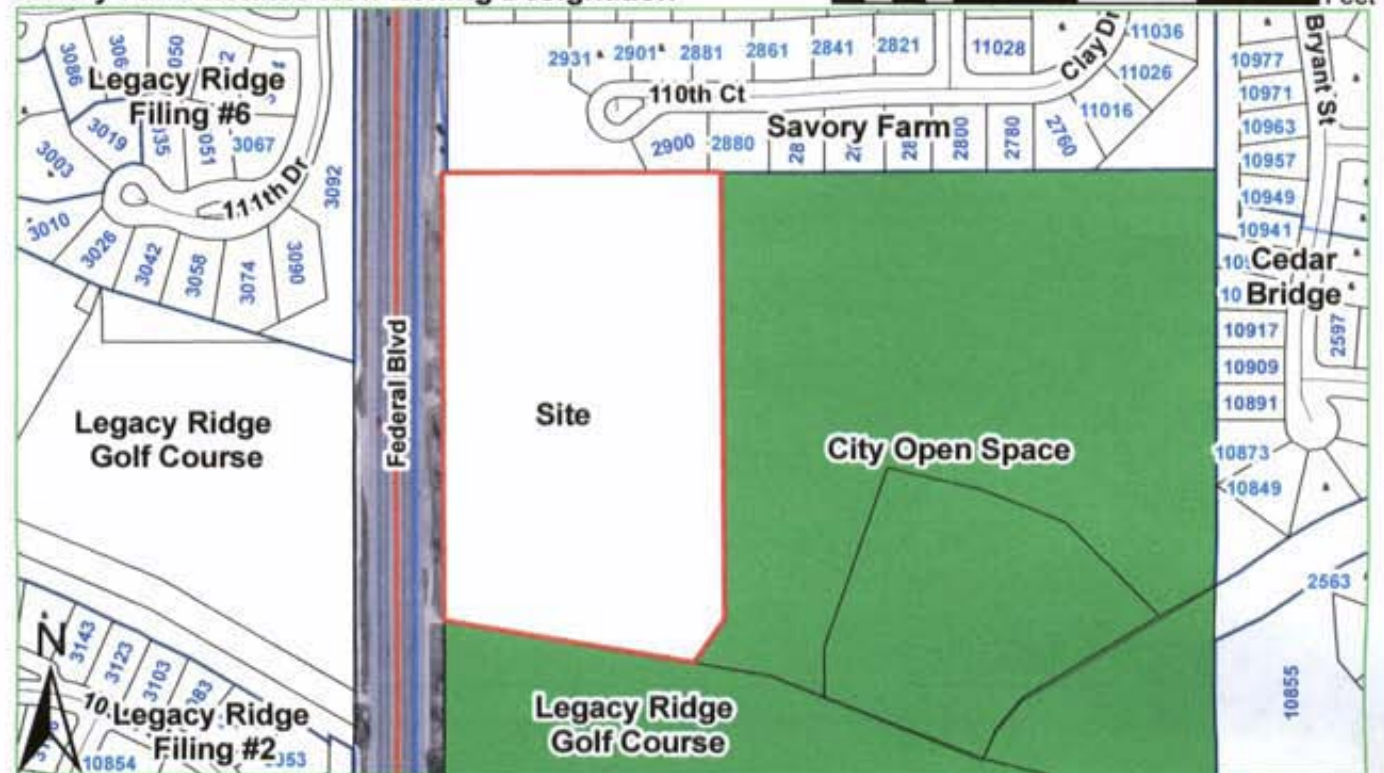 Feet
3086
3067
3019
3003
3010
3026
3042
3058
3074
3090
3092
Legacy Ridge
Filing #6
111th Dr
2931
2901
2881
2861
2841
2821
11028
Clay Dr
11036
11026
11016
110th Ct
Savory Farm
2900
2880
2800
2780
2760
Bryant St
10977
10971
10963
10957
10949
10941
Cedar
Bridge
10917
10909
10891
10873
10849
2597
2563
10855
Federal Blvd
Site
City Open Space
Legacy Ridge
Golf Course
Legacy Ridge
Golf Course
N
3143
3123
3103
Legacy Ridge
Filing #2
10854